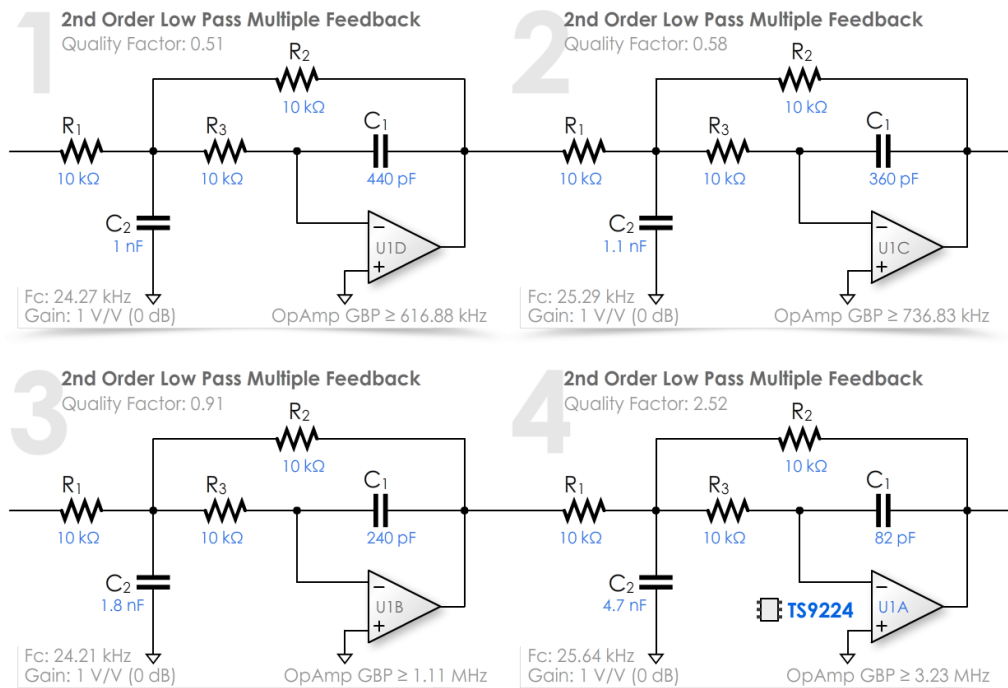 1
2nd Order Low Pass Multiple Feedback
Quality Factor: 0.51
R2
10 kΩ
R1
10 kΩ
R3
10 kΩ
C1
440 pF
C2
1 nF
−
+
U1D
Fc: 24.27 kHz
Gain: 1 V/V (0 dB)
OpAmp GBP ≥ 616.88 kHz
2
2nd Order Low Pass Multiple Feedback
Quality Factor: 0.58
R2
10 kΩ
R1
10 kΩ
R3
10 kΩ
C1
360 pF
C2
1.1 nF
−
+
U1C
Fc: 25.29 kHz
Gain: 1 V/V (0 dB)
OpAmp GBP ≥ 736.83 kHz
3
2nd Order Low Pass Multiple Feedback
Quality Factor: 0.91
R2
10 kΩ
R1
10 kΩ
R3
10 kΩ
C1
240 pF
C2
1.8 nF
−
+
U1B
Fc: 24.21 kHz
Gain: 1 V/V (0 dB)
OpAmp GBP ≥ 1.11 MHz
4
2nd Order Low Pass Multiple Feedback
Quality Factor: 2.52
R2
10 kΩ
R1
10 kΩ
R3
10 kΩ
C1
82 pF
C2
4.7 nF
−
+
U1A
TS9224
Fc: 25.64 kHz
Gain: 1 V/V (0 dB)
OpAmp GBP ≥ 3.23 MHz